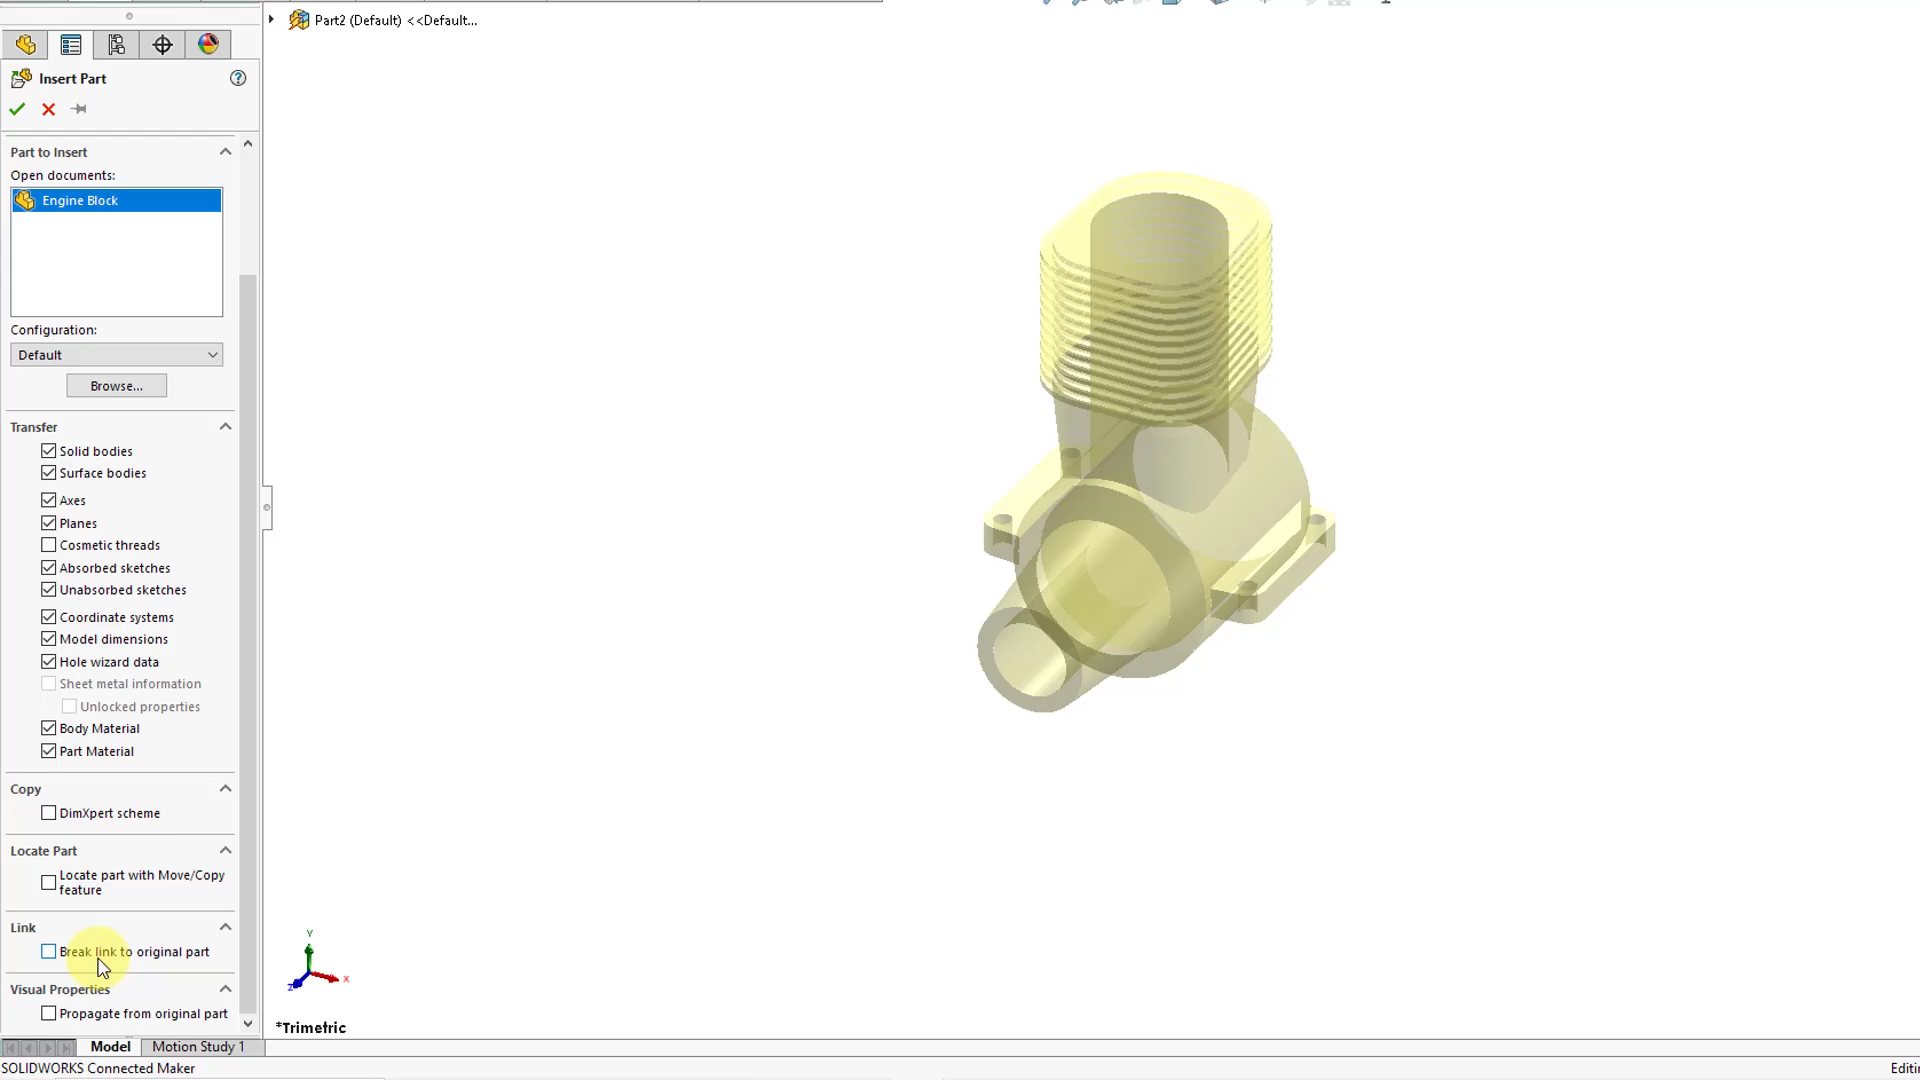 Part2 (Default) <<Default...
Insert Part
Part to Insert
Open documents:
Engine Block
Configuration:
Default
Browse...
Transfer
Solid bodies
Surface bodies
Axes
Planes
Cosmetic threads
Absorbed sketches
Unabsorbed sketches
Coordinate systems
Model dimensions
Hole wizard data
Sheet metal information
Unlocked properties
Body Material
Part Material
Copy
DimXpert scheme
Locate Part
Locate part with Move/Copy
feature
Link
Break link to original part
Visual Properties
Propagate from original part
Y
X
Z
*Trimetric
Model
Motion Study 1
SOLIDWORKS Connected Maker
Editi